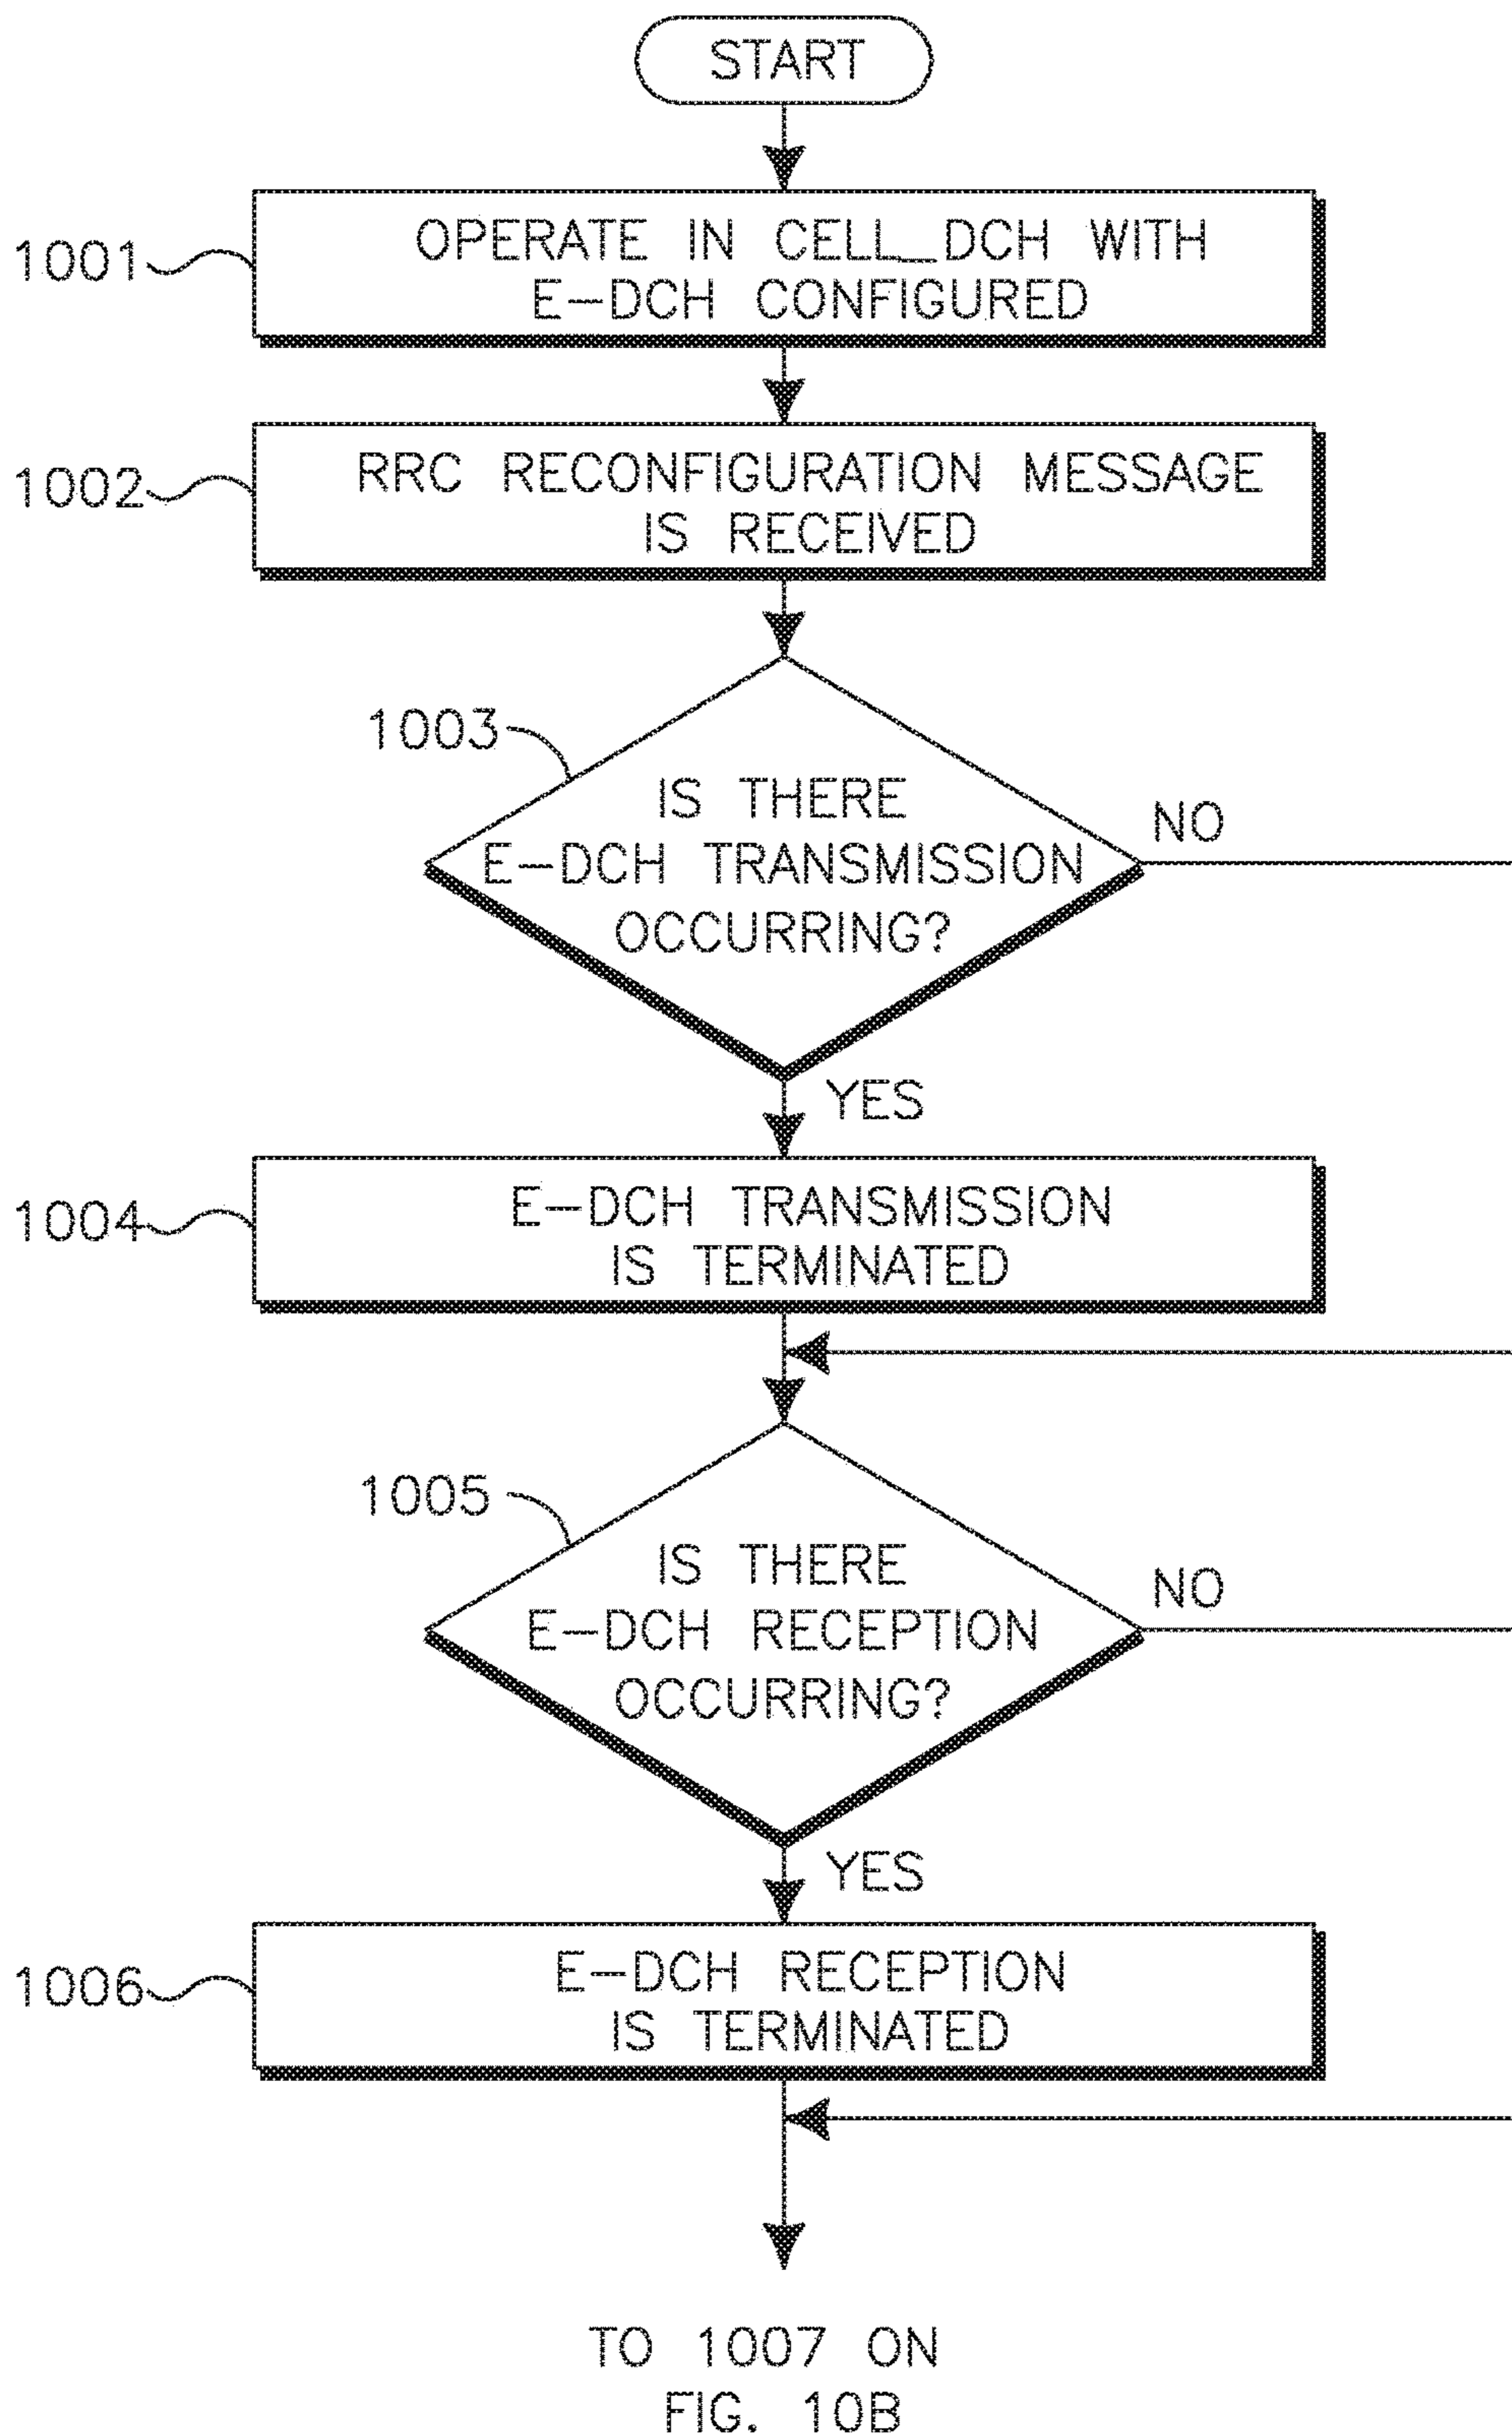 START
1001
OPERATE IN CELL_DCH WITH
E-DCH CONFIGURED
1002
RRC RECONFIGURATION MESSAGE
IS RECEIVED
1003
IS THERE
E-DCH TRANSMISSION
OCCURRING?
NO
YES
1004
E-DCH TRANSMISSION
IS TERMINATED
1005
IS THERE
E-DCH RECEPTION
OCCURRING?
NO
YES
1006
E-DCH RECEPTION
IS TERMINATED
TO 1007 ON
FIG. 10B